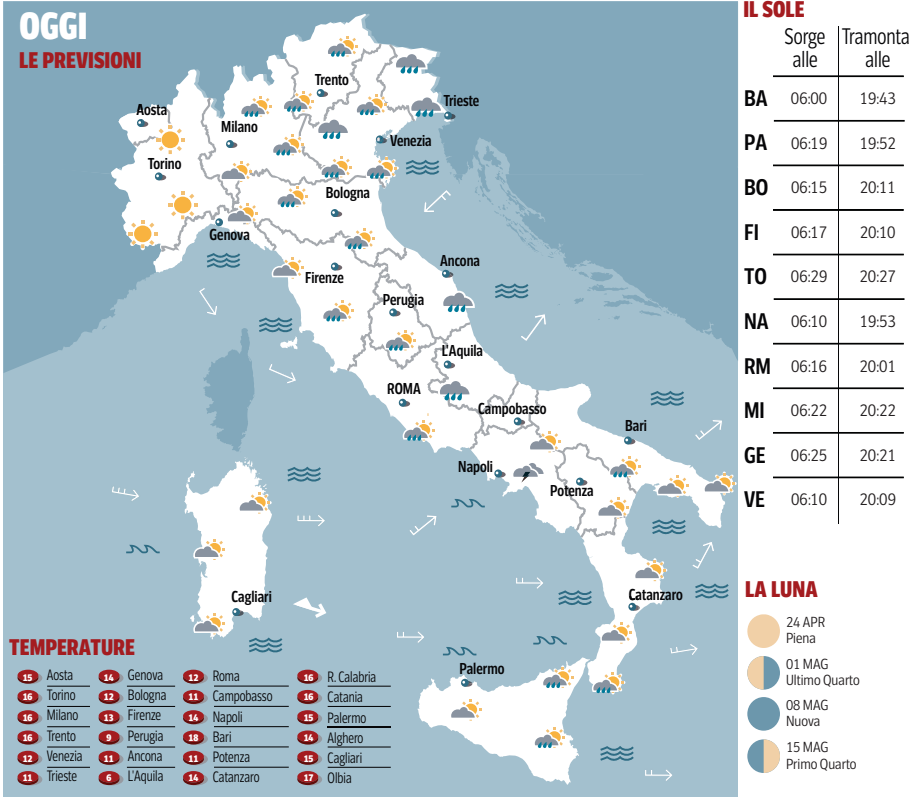 OGGI
LE PREVISIONI
Trento
Aosta
Trieste
Milano
Venezia
Torino
Bologna
Genova
Ancona
Firenze
Perugia
L'Aquila
ROMA
Campobasso
Bari
Napoli
Potenza
Cagliari
Catanzaro
Palermo
TEMPERATURE
15 Aosta
16 Torino
16 Milano
16 Trento
12 Venezia
11 Trieste
14 Genova
12 Bologna
13 Firenze
9 Perugia
11 Ancona
6 L'Aquila
12 Roma
11 Campobasso
14 Napoli
18 Bari
11 Potenza
14 Catanzaro
16 R. Calabria
16 Catania
15 Palermo
14 Alghero
15 Cagliari
17 Olbia
IL SOLE
Sorge Tramonta
alle alle
BA 06:00 19:43
PA 06:19 19:52
BO 06:15 20:11
FI 06:17 20:10
TO 06:29 20:27
NA 06:10 19:53
RM 06:16 20:01
MI 06:22 20:22
GE 06:25 20:21
VE 06:10 20:09
LA LUNA
24 APR
Piena
01 MAG
Ultimo Quarto
08 MAG
Nuova
15 MAG
Primo Quarto